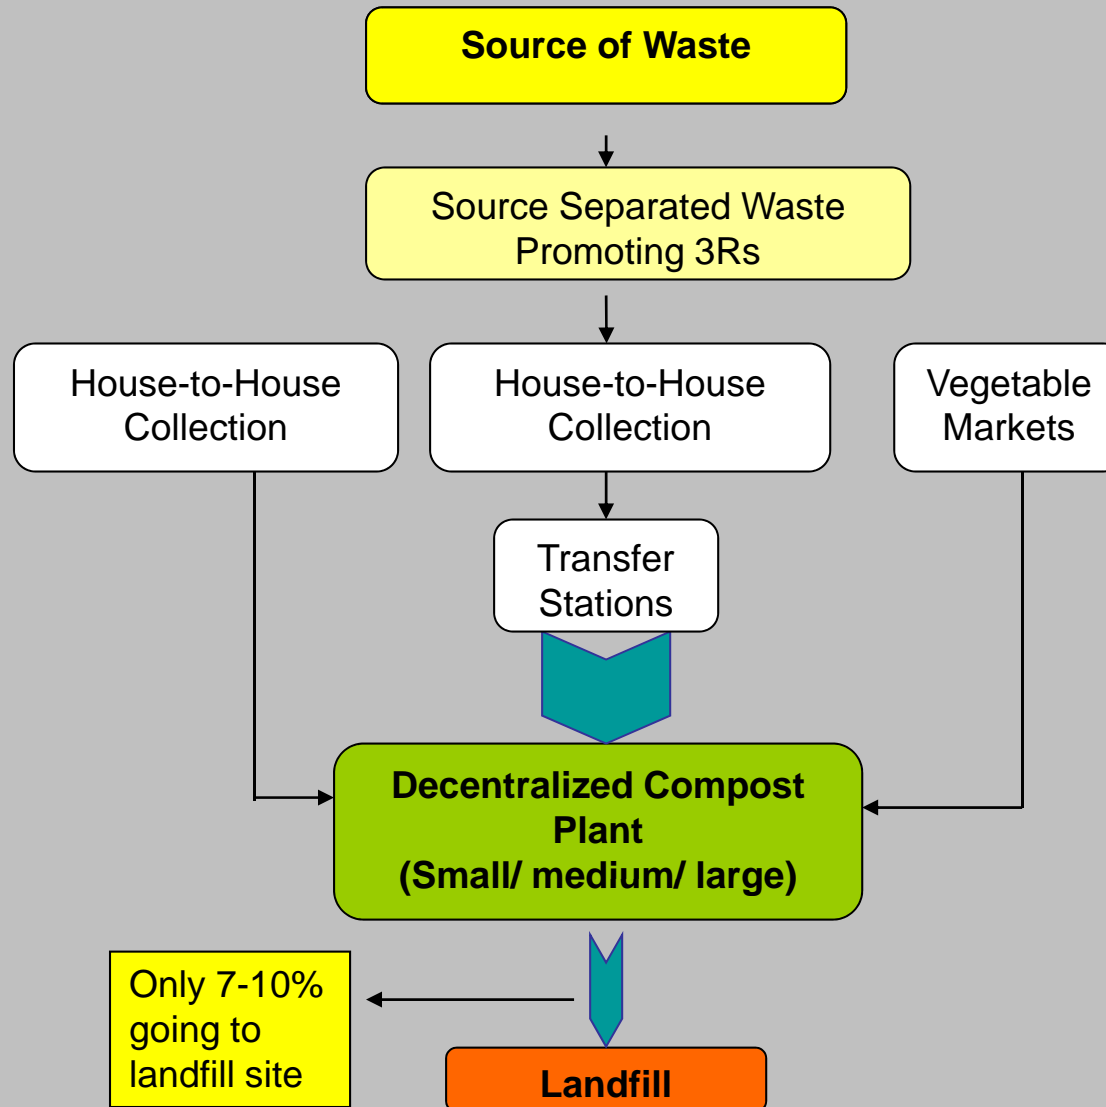 Source of Waste
Source Separated Waste
Promoting 3Rs
House-to-House
Collection
House-to-House
Collection
Vegetable
Markets
Transfer
Stations
Decentralized Compost
Plant
(Small/ medium/ large)
Only 7-10%
going to
landfill site
Landfill